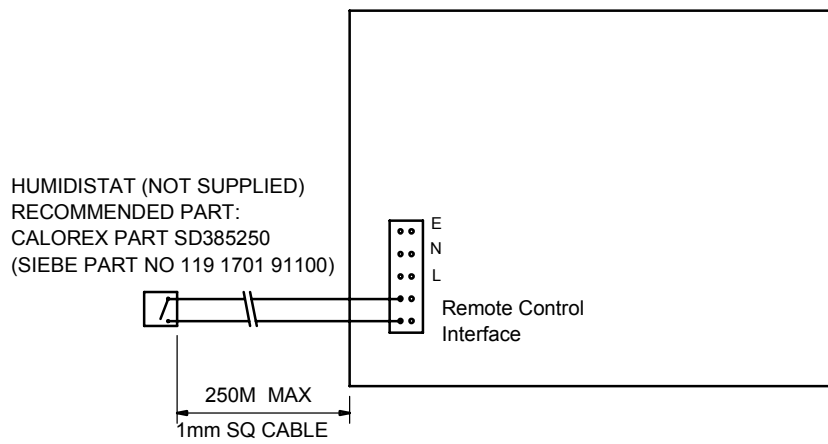 HUMIDISTAT (NOT SUPPLIED)
RECOMMENDED PART:
CALOREX PART SD385250
(SIEBE PART NO 119 1701 91100)
E
N
L
Remote Control
Interface
250M MAX
1mm SQ CABLE